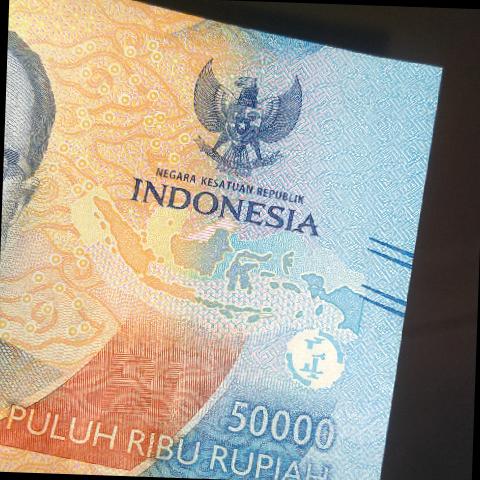 NEGARA KESATUAN REPUBLIK
INDONESIA
50000
PULUH RIBU RUPIAH